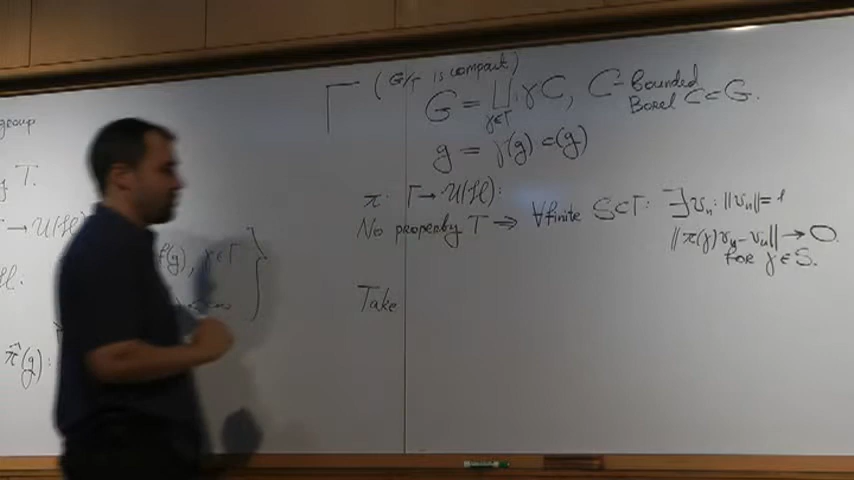 group
y T.
Γ → U(ℋ)
ℋ.
f(g), γ∈Γ }
π̃(g):
Γ ( G/Γ is compact.)
G = ⨆ γC, C - bounded
γ∈Γ Borel C⊂G.
g = γ(g) c(g)
π: Γ → U(ℋ):
No property T ⇒ ∀finite S⊂Γ: ∃ vₙ: ||vₙ||=1
||π(γ)vₙ - vₙ|| → 0.
for γ∈S.
Take